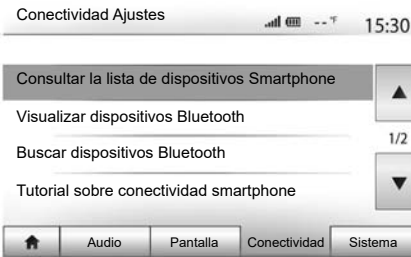 Conectividad Ajustes
-- °F 15:30
Consultar la lista de dispositivos Smartphone
Visualizar dispositivos Bluetooth
1/2
Buscar dispositivos Bluetooth
Tutorial sobre conectividad smartphone
Audio Pantalla Conectividad Sistema